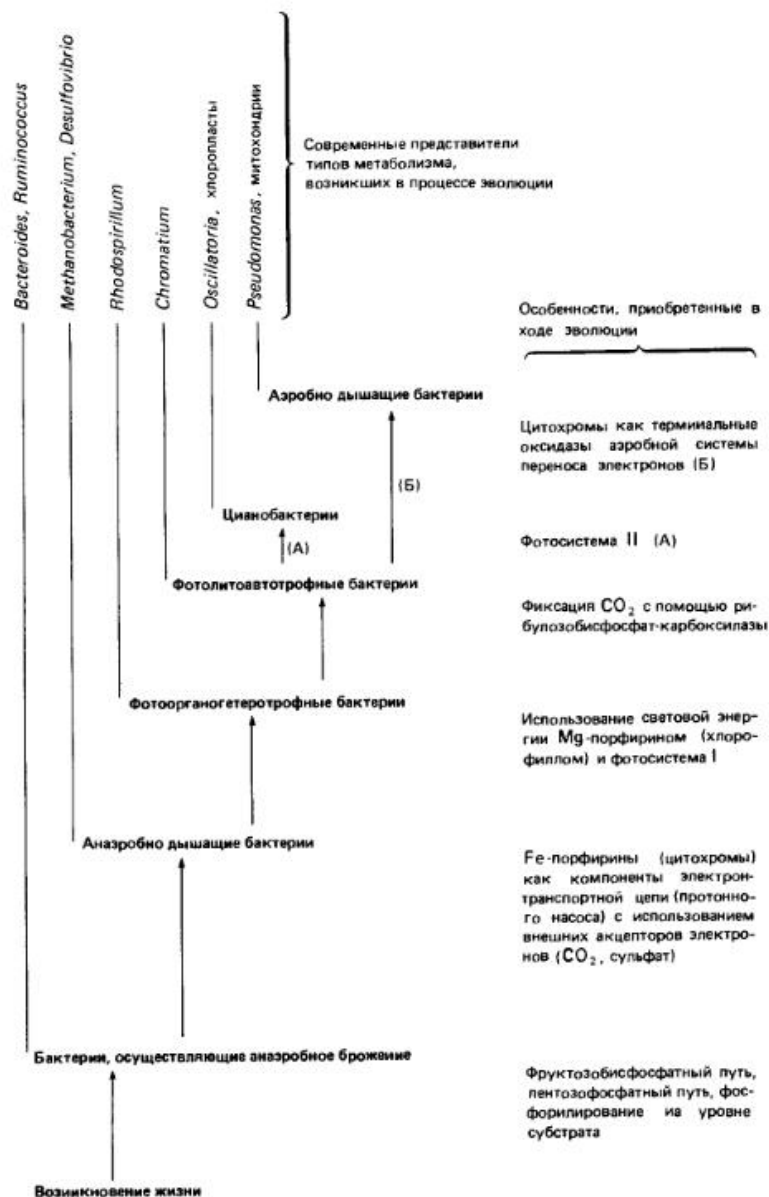 Bacteroides, Ruminococcus
Methanobacterium, Desulfovibrio
Rhodospirillum
Chromatium
Oscillatoria, хлоропласты
Pseudomonas, митохондрии
Современные представители
типов метаболизма,
возникших в процессе эволюции
Особенности, приобретенные в
ходе эволюции
Аэробно дышащие бактерии
Цитохромы как терминальные
оксидазы аэробной системы
переноса электронов (Б)
(Б)
Цианобактерии
(А)
Фотосистема II (А)
Фотолитоавтотрофные бактерии
Фиксация CO2 с помощью ри-
булозобисфосфат-карбоксилазы
Фотоорганогетеротрофные бактерии
Использование световой энер-
гии Mg-порфирином (хлоро-
филлом) и фотосистема I
Анаэробно дышащие бактерии
Fe-порфирины (цитохромы)
как компоненты электрон-
транспортной цепи (протонно-
го насоса) с использованием
внешних акцепторов электро-
нов (CO2, сульфат)
Бактерии, осуществляющие анаэробное брожение
Фруктозобисфосфатный путь,
пентозофосфатный путь, фос-
форилирование на уровне
субстрата
Возникновение жизни